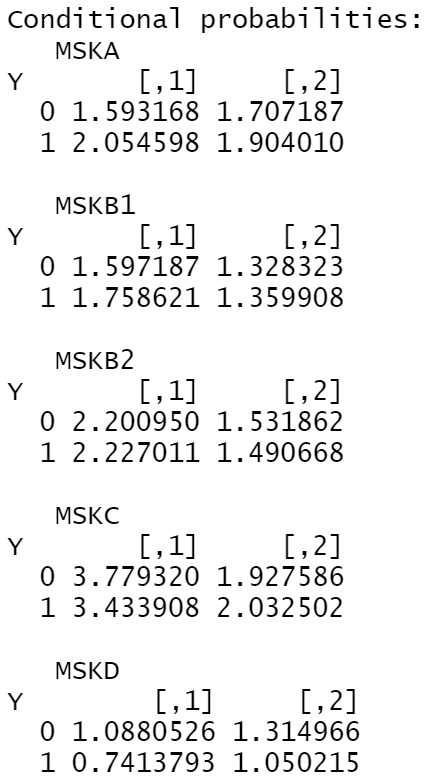 Conditional probabilities:
   MSKA
Y        [,1]     [,2]
  0 1.593168 1.707187
  1 2.054598 1.904010

   MSKB1
Y        [,1]     [,2]
  0 1.597187 1.328323
  1 1.758621 1.359908

   MSKB2
Y        [,1]     [,2]
  0 2.200950 1.531862
  1 2.227011 1.490668

   MSKC
Y        [,1]     [,2]
  0 3.779320 1.927586
  1 3.433908 2.032502

   MSKD
Y         [,1]     [,2]
  0 1.0880526 1.314966
  1 0.7413793 1.050215